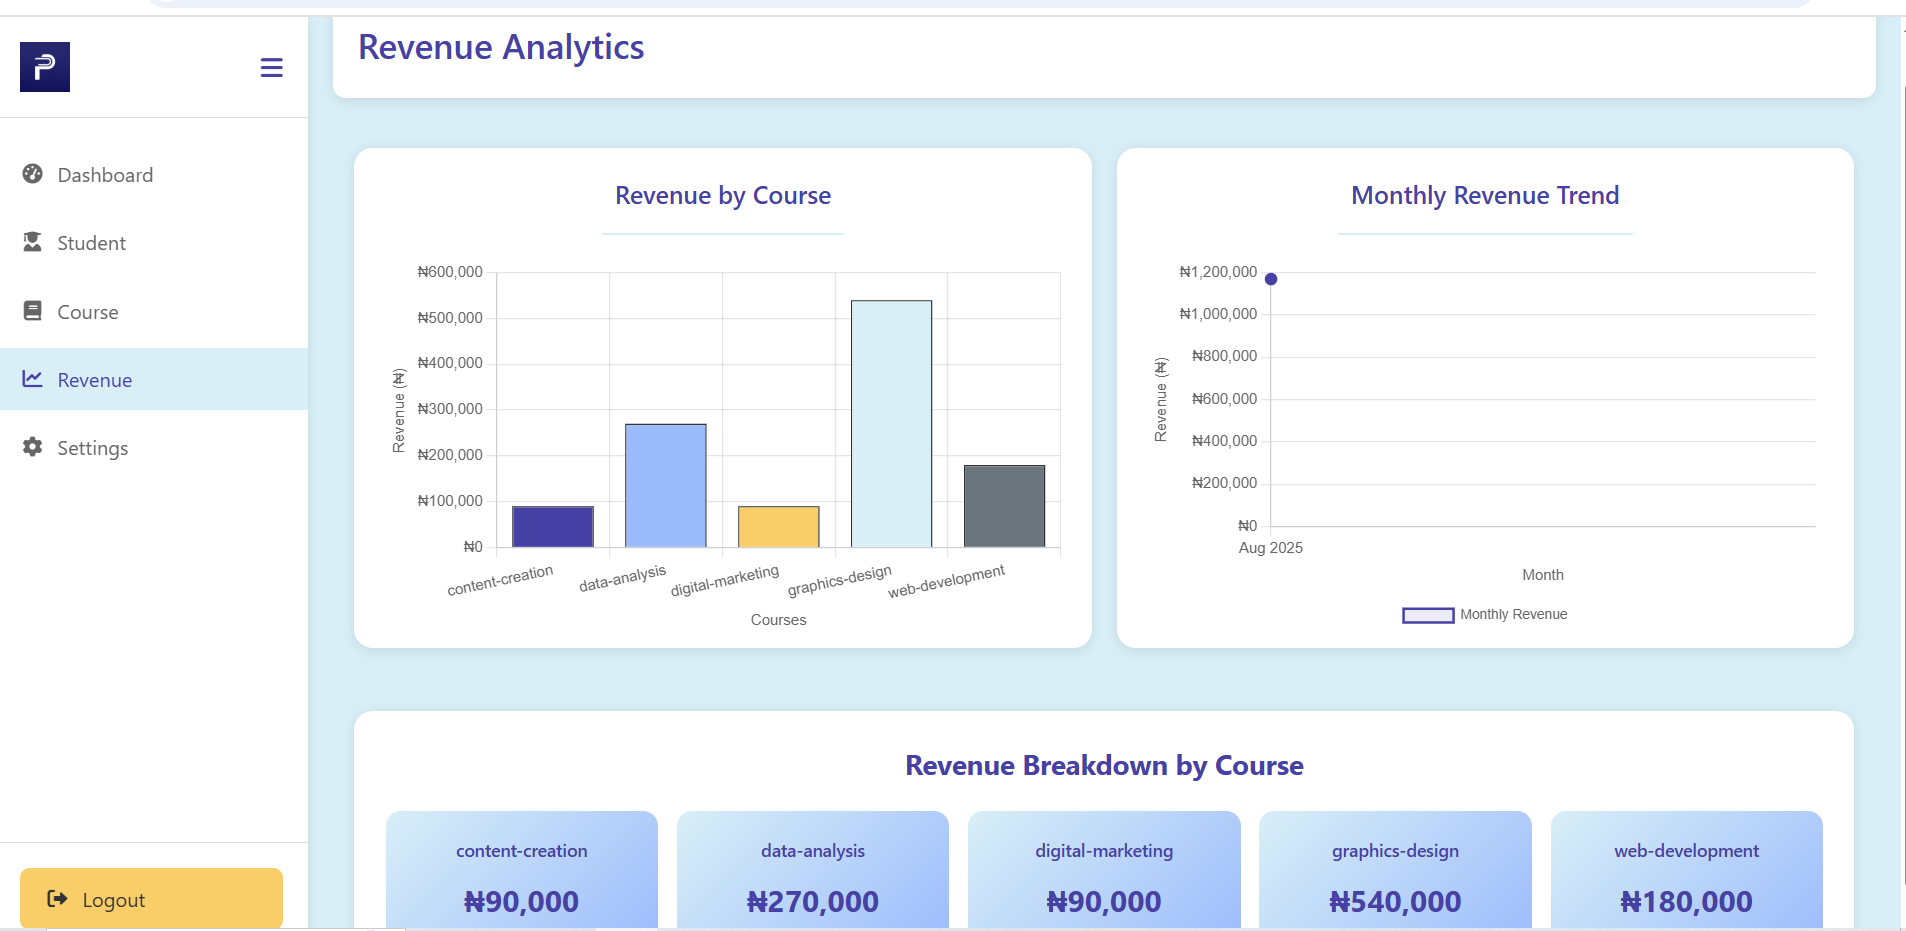 Revenue Analytics
Dashboard
Student
Course
Revenue
Settings
Logout
Revenue by Course
₦600,000
₦500,000
₦400,000
₦300,000
₦200,000
₦100,000
₦0
Revenue (₦)
content-creation
data-analysis
digital-marketing
graphics-design
web-development
Courses
Monthly Revenue Trend
₦1,200,000
₦1,000,000
₦800,000
₦600,000
₦400,000
₦200,000
₦0
Revenue (₦)
Aug 2025
Month
Monthly Revenue
Revenue Breakdown by Course
content-creation
₦90,000
data-analysis
₦270,000
digital-marketing
₦90,000
graphics-design
₦540,000
web-development
₦180,000